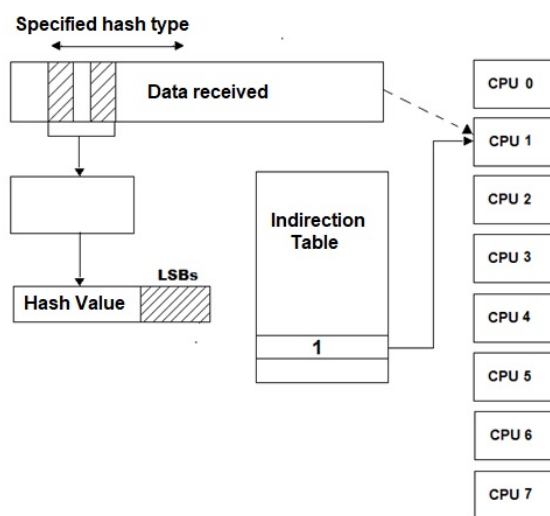 Specified hash type
Data received
CPU 0
CPU 1
CPU 2
Indirection
Table
CPU 3
LSBs
Hash Value
CPU 4
1
CPU 5
CPU 6
CPU 7